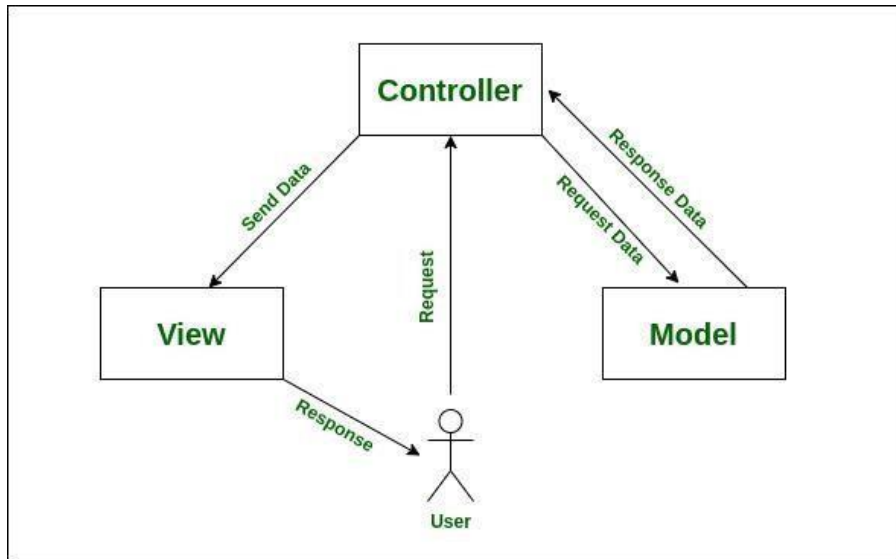 Controller
Send Data
Request Data
Response Data
Request
View
Model
Response
User